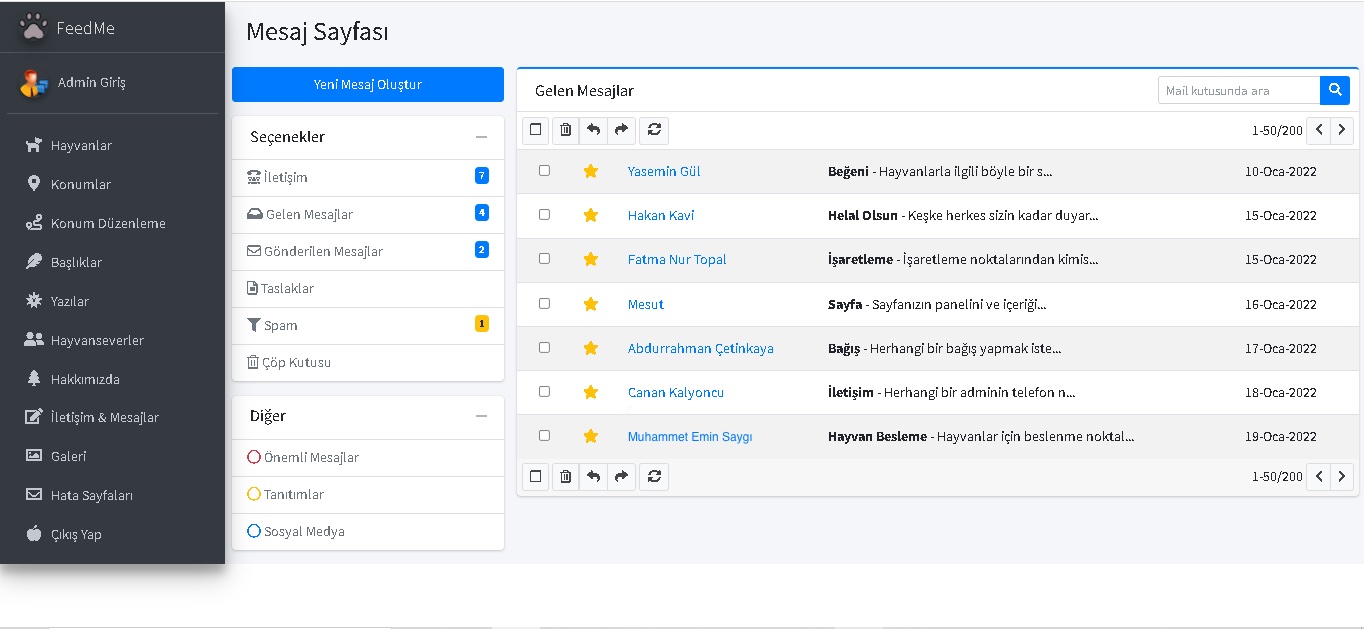 FeedMe
Admin Giriş
Hayvanlar
Konumlar
Konum Düzenleme
Başlıklar
Yazılar
Hayvanseverler
Hakkımızda
İletişim & Mesajlar
Galeri
Hata Sayfaları
Çıkış Yap
Mesaj Sayfası
Yeni Mesaj Oluştur
Seçenekler
İletişim 7
Gelen Mesajlar 4
Gönderilen Mesajlar 2
Taslaklar
Spam 1
Çöp Kutusu
Diğer
Önemli Mesajlar
Tanıtımlar
Sosyal Medya
Gelen Mesajlar
Mail kutusunda ara
1-50/200
Yasemin Gül Beğeni - Hayvanlarla ilgili böyle bir s... 10-Oca-2022
Hakan Kavi Helal Olsun - Keşke herkes sizin kadar duyar... 15-Oca-2022
Fatma Nur Topal İşaretleme - İşaretleme noktalarından kimis... 15-Oca-2022
Mesut Sayfa - Sayfanızın panelini ve içeriği... 16-Oca-2022
Abdurrahman Çetinkaya Bağış - Herhangi bir bağış yapmak iste... 17-Oca-2022
Canan Kalyoncu İletişim - Herhangi bir adminin telefon n... 18-Oca-2022
Muhammet Emin Saygı Hayvan Besleme - Hayvanlar için beslenme noktal... 19-Oca-2022
1-50/200